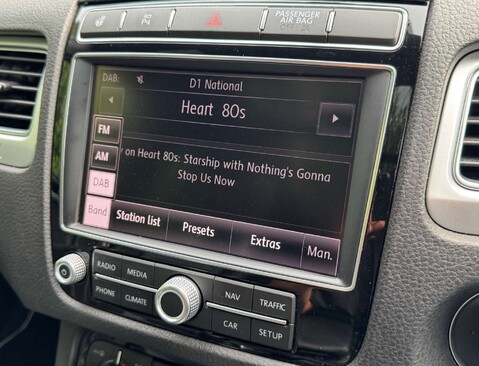 PASSENGER
AIR BAG
DAB:
D1 National
Heart 80s
FM
AM
DAB
Band
on Heart 80s: Starship with Nothing's Gonna
Stop Us Now
Station list
Presets
Extras
Man.
RADIO
MEDIA
NAV
TRAFFIC
PHONE
CLIMATE
CAR
SETUP